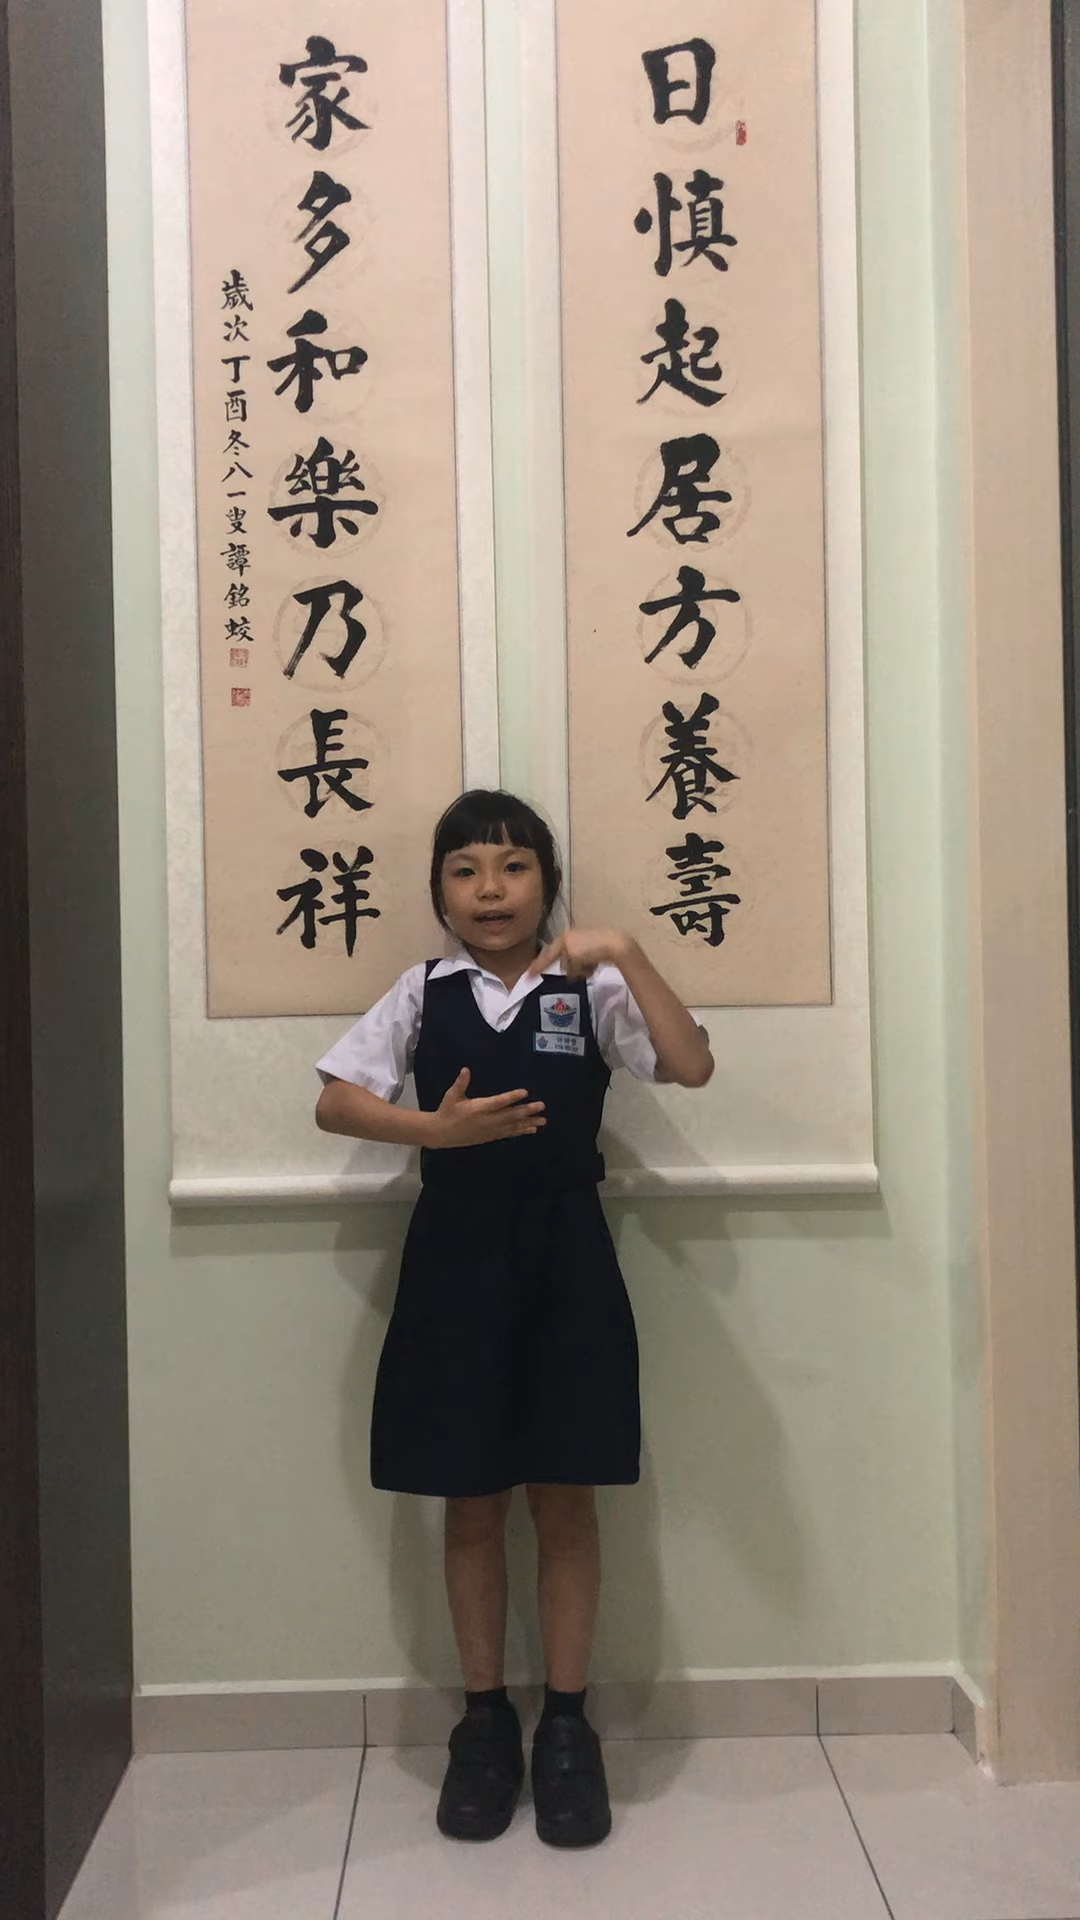 日慎起居方養壽
家多和樂乃長祥
歲次丁酉冬八一叟譚銘蛟